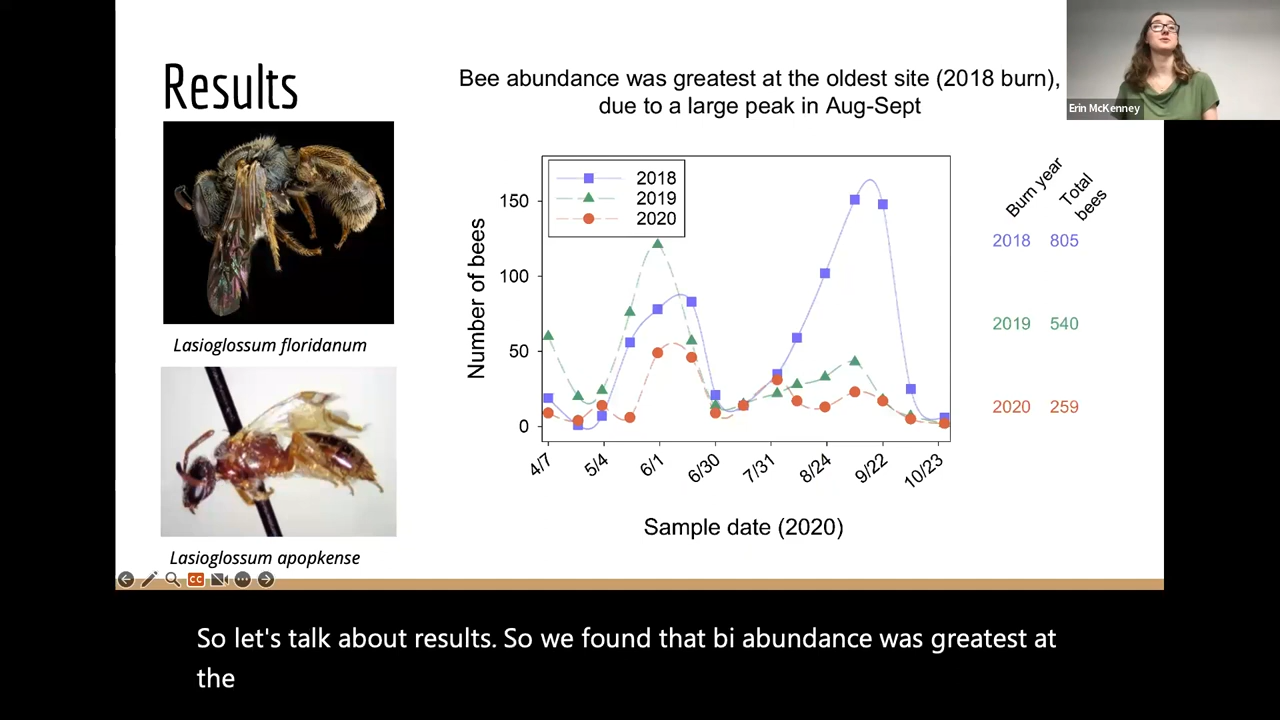 Results
Bee abundance was greatest at the oldest site (2018 burn),
due to a large peak in Aug-Sept
Erin McKenney
Lasioglossum floridanum
Lasioglossum apopkense
2018
2019
2020
Number of bees
150
100
50
0
4/7
5/4
6/1
6/30
7/31
8/24
9/22
10/23
Sample date (2020)
Burn year
Total
bees
2018 805
2019 540
2020 259
CC
So let's talk about results. So we found that bi abundance was greatest at
the